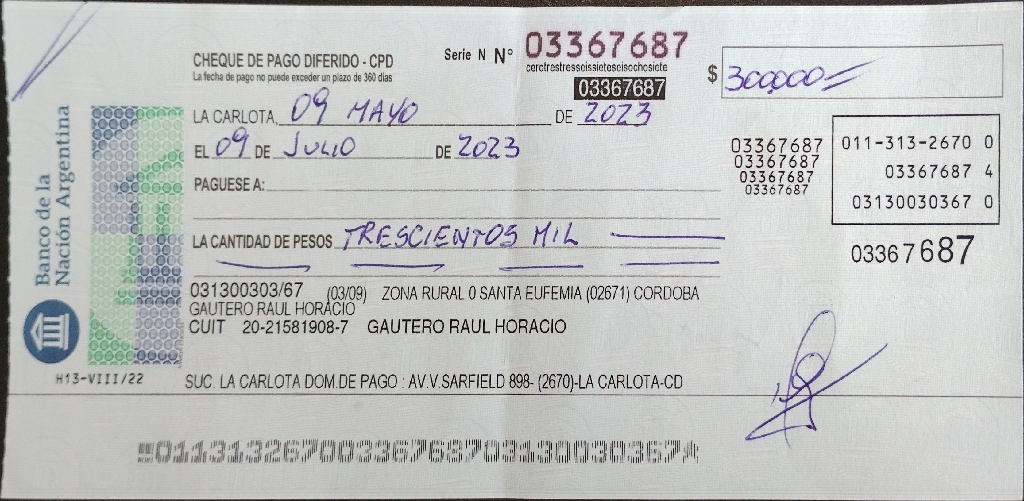 CHEQUE DE PAGO DIFERIDO - CPD
La fecha de pago no puede exceder un plazo de 360 dias
Serie N Nº 03367687
cerotrestresseissieteseisochosiete
03367687
$ 300000=
LA CARLOTA, 09 MAYO DE 2023
EL 09 DE JULIO DE 2023
PAGUESE A:
LA CANTIDAD DE PESOS TRESCIENTOS MIL
03367687
03367687
03367687
03367687
011-313-2670 0
03367687 4
03130030367 0
03367687
031300303/67 (03/09) ZONA RURAL 0 SANTA EUFEMIA (02671) CORDOBA
GAUTERO RAUL HORACIO
CUIT 20-21581908-7 GAUTERO RAUL HORACIO
SUC. LA CARLOTA DOM.DE PAGO : AV.V.SARFIELD 898- (2670)-LA CARLOTA-CD
Banco de la
Nación Argentina
H13-VIII/22
01131326700336768703130030367